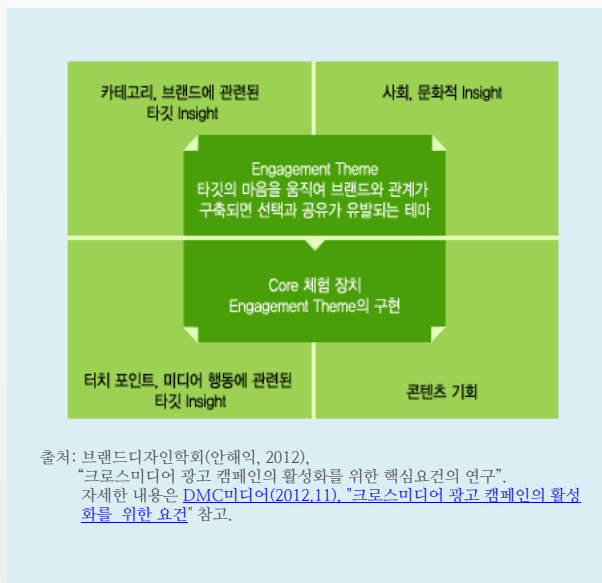 카테고리, 브랜드에 관련된
타깃 Insight
사회, 문화적 Insight
Engagement Theme
타깃의 마음을 움직여 브랜드와 관계가
구축되면 선택과 공유가 유발되는 테마
Core 체험 장치
Engagement Theme의 구현
터치 포인트, 미디어 행동에 관련된
타깃 Insight
콘텐츠 기회
출처: 브랜드디자인학회(안해익, 2012),
“크로스미디어 광고 캠페인의 활성화를 위한 핵심요건의 연구”.
자세한 내용은 DMC미디어(2012.11), "크로스미디어 광고 캠페인의 활성
화를 위한 요건" 참고.